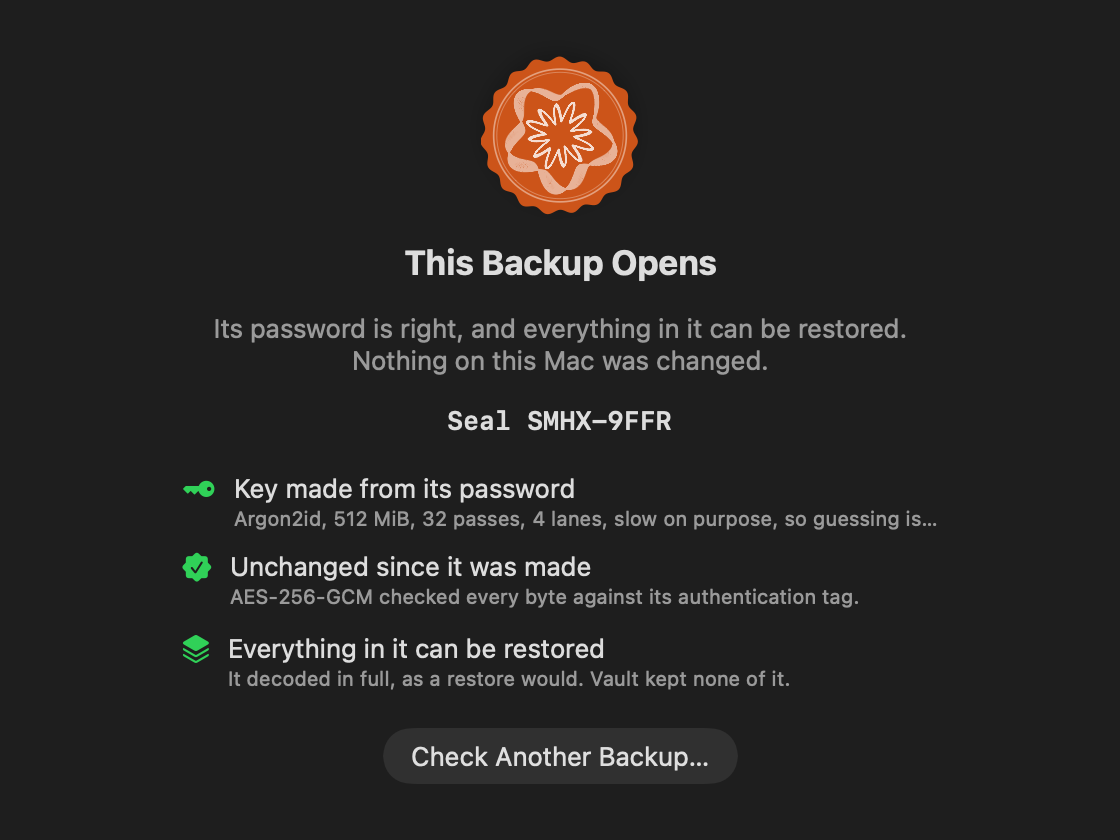 This Backup Opens
Its password is right, and everything in it can be restored.
Nothing on this Mac was changed.
Seal SMHX–9FFR
Key made from its password
Argon2id, 512 MiB, 32 passes, 4 lanes, slow on purpose, so guessing is…
Unchanged since it was made
AES-256-GCM checked every byte against its authentication tag.
Everything in it can be restored
It decoded in full, as a restore would. Vault kept none of it.
Check Another Backup…